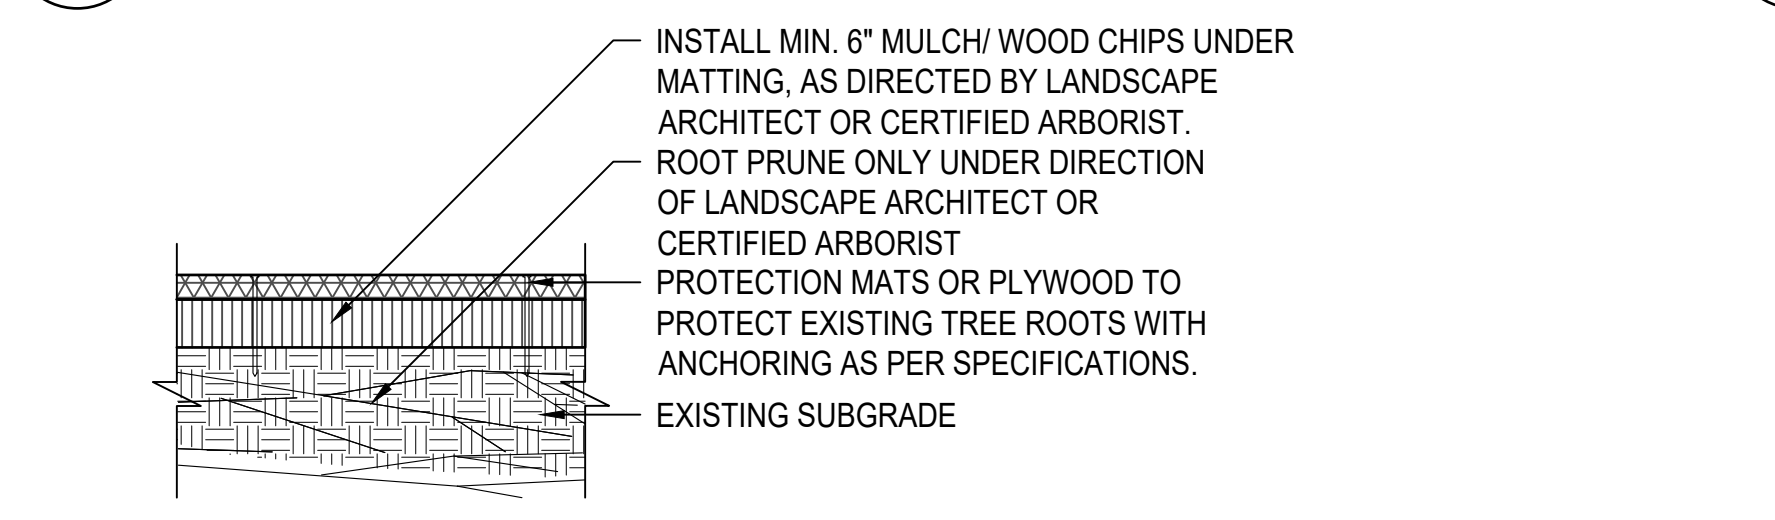 INSTALL MIN. 6" MULCH/ WOOD CHIPS UNDER
MATTING, AS DIRECTED BY LANDSCAPE
ARCHITECT OR CERTIFIED ARBORIST.
ROOT PRUNE ONLY UNDER DIRECTION
OF LANDSCAPE ARCHITECT OR
CERTIFIED ARBORIST
PROTECTION MATS OR PLYWOOD TO
PROTECT EXISTING TREE ROOTS WITH
ANCHORING AS PER SPECIFICATIONS.
EXISTING SUBGRADE